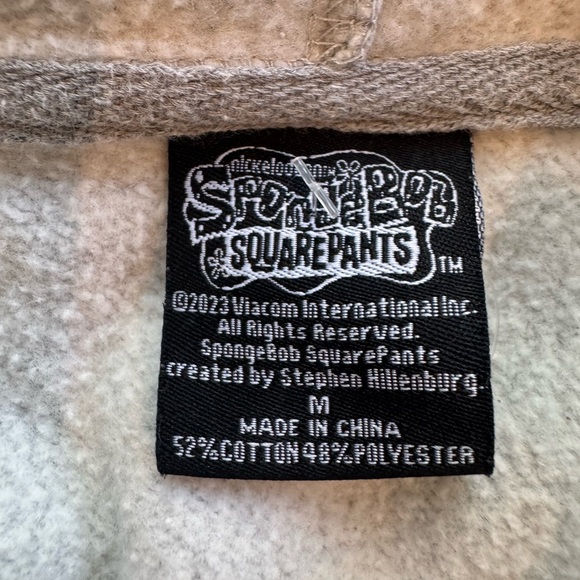 nickelodeon
SPONGEBOB
SQUAREPANTS
TM
©2023 Viacom International Inc.
All Rights Reserved.
SpongeBob SquarePants
created by Stephen Hillenburg.
M
MADE IN CHINA
52%COTTON 48%POLYESTER